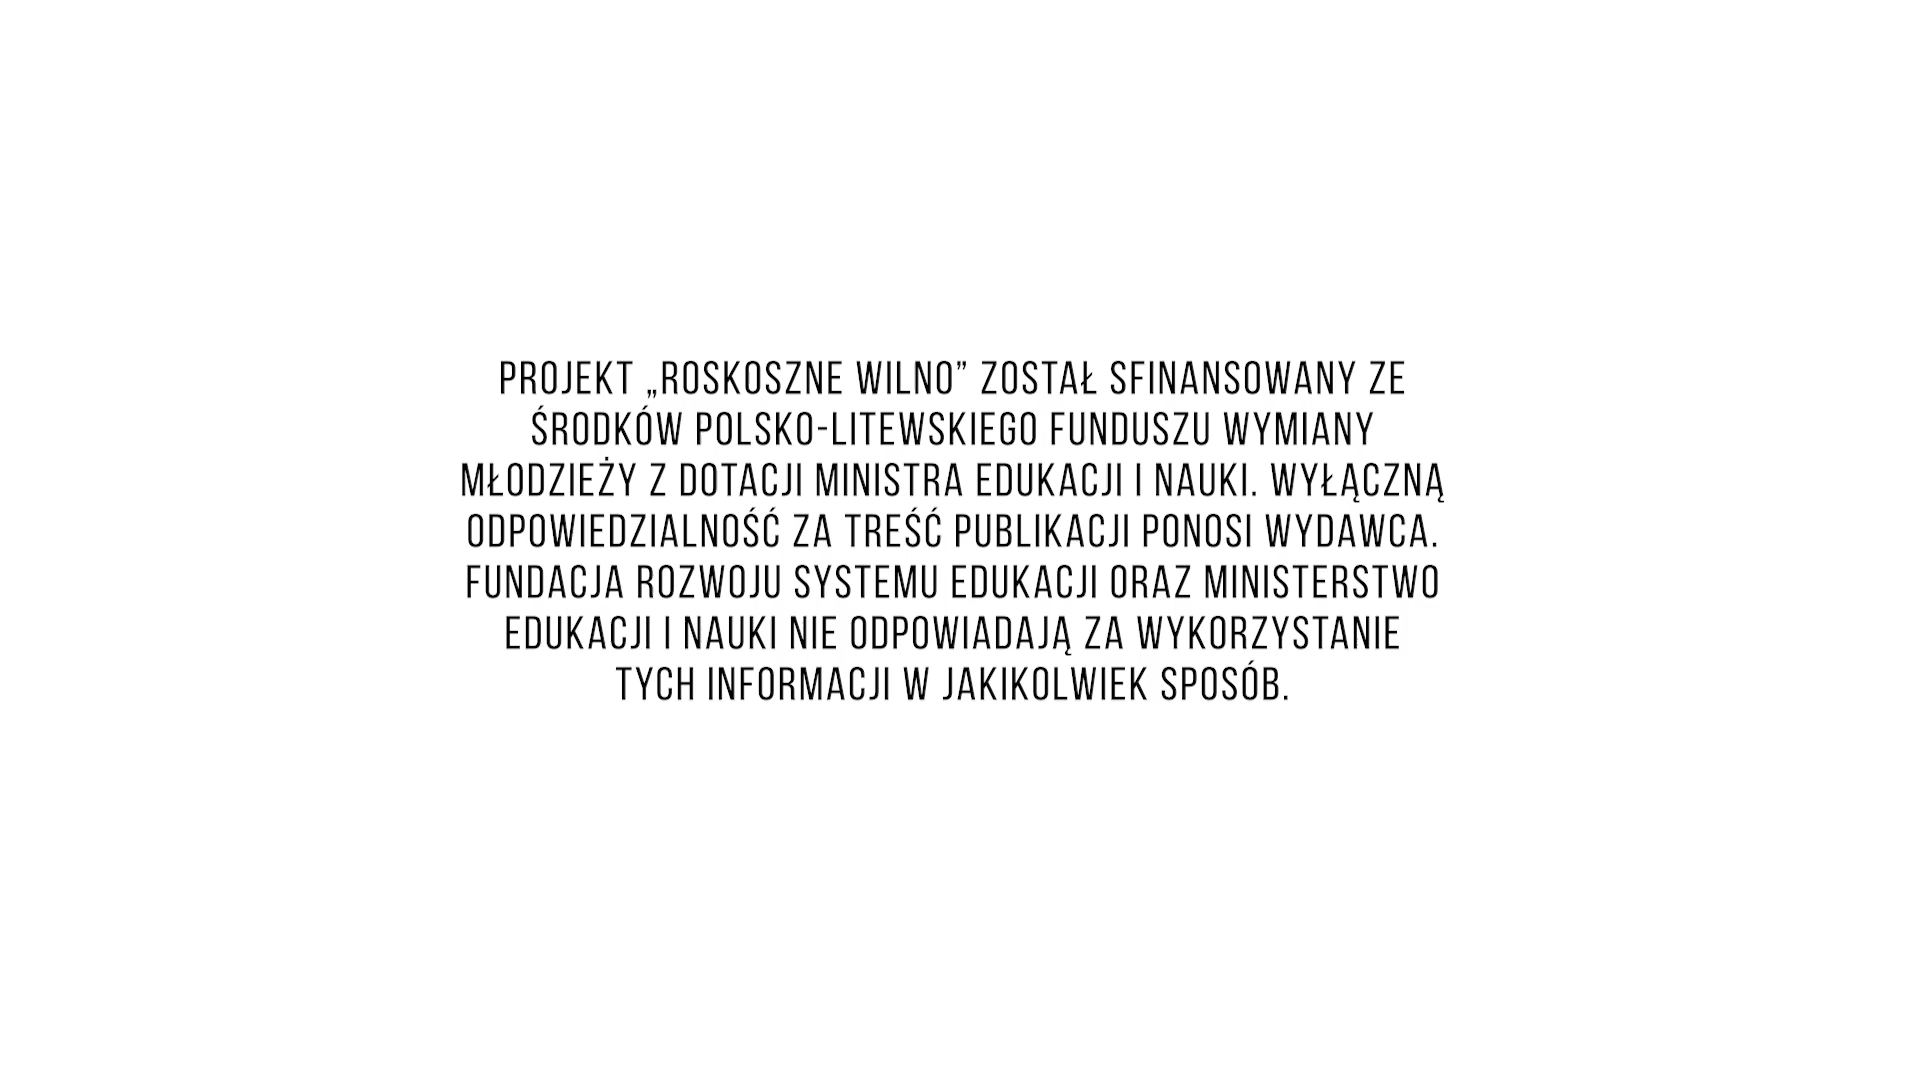 PROJEKT „ROSKOSZNE WILNO” ZOSTAŁ SFINANSOWANY ZE
ŚRODKÓW POLSKO-LITEWSKIEGO FUNDUSZU WYMIANY
MŁODZIEŻY Z DOTACJI MINISTRA EDUKACJI I NAUKI. WYŁĄCZNĄ
ODPOWIEDZIALNOŚĆ ZA TREŚĆ PUBLIKACJI PONOSI WYDAWCA.
FUNDACJA ROZWOJU SYSTEMU EDUKACJI ORAZ MINISTERSTWO
EDUKACJI I NAUKI NIE ODPOWIADAJĄ ZA WYKORZYSTANIE
TYCH INFORMACJI W JAKIKOLWIEK SPOSÓB.